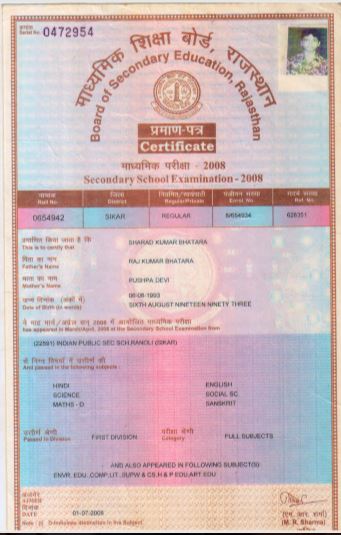 क्रमांक
Serial No. 0472954
माध्यमिक शिक्षा बोर्ड, राजस्थान
Board of Secondary Education, Rajasthan
प्रमाण-पत्र
Certificate
माध्यमिक परीक्षा - 2008
Secondary School Examination - 2008
नामांक जिला नियमित/स्वयंपाठी पंजीयन संख्या संदर्भ संख्या
Roll No. District Regular/Private Enrol. No. Ref. No.
0654942 SIKAR REGULAR S/654934 628351
प्रमाणित किया जाता है कि
This is to certify that SHARAD KUMAR BHATARA
पिता का नाम
Father's Name RAJ KUMAR BHATARA
माता का नाम
Mother's Name PUSHPA DEVI
जन्म दिनांक (अंकों में) 06-08-1993
Date of Birth (in words) SIXTH AUGUST NINETEEN NINETY THREE
ने माह मार्च/अप्रेल सन् 2008 में आयोजित माध्यमिक परीक्षा
has appeared in March/April, 2008 at the Secondary School Examination from
(22591) INDIAN PUBLIC SEC SCH,RANOLI (SIKAR)
से निम्न विषयों में उत्तीर्ण की
And passed in the following subjects :
HINDI ENGLISH
SCIENCE SOCIAL SC.
MATHS - D SANSKRIT
उत्तीर्ण श्रेणी परीक्षा श्रेणी
Passed in Division FIRST DIVISION Category FULL SUBJECTS
AND ALSO APPEARED IN FOLLOWING SUBJECT(S)
ENVR. EDU.,COMP.LIT.,SUPW & CS,H & P EDU,ART EDU
अजमेर
AJMER
दिनांक
DATE 01-07-2008
(एम. आर. शर्मा)
(M. R. Sharma)
Note : (i) D-Indicates distinction in the Subject.